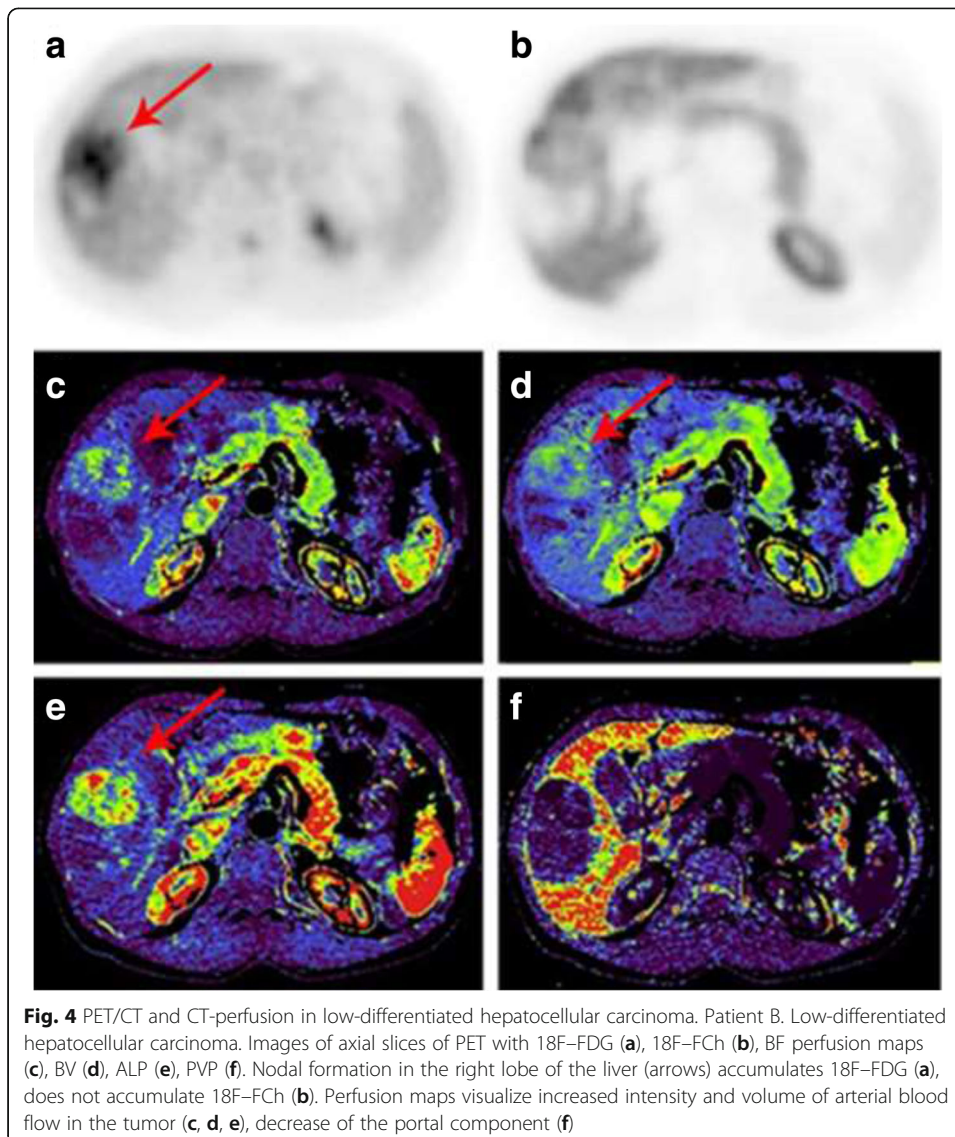 a
b
c
d
e
f
Fig. 4 PET/CT and CT-perfusion in low-differentiated hepatocellular carcinoma. Patient B. Low-differentiated
hepatocellular carcinoma. Images of axial slices of PET with 18F–FDG (a), 18F–FCh (b), BF perfusion maps
(c), BV (d), ALP (e), PVP (f). Nodal formation in the right lobe of the liver (arrows) accumulates 18F–FDG (a),
does not accumulate 18F–FCh (b). Perfusion maps visualize increased intensity and volume of arterial blood
flow in the tumor (c, d, e), decrease of the portal component (f)